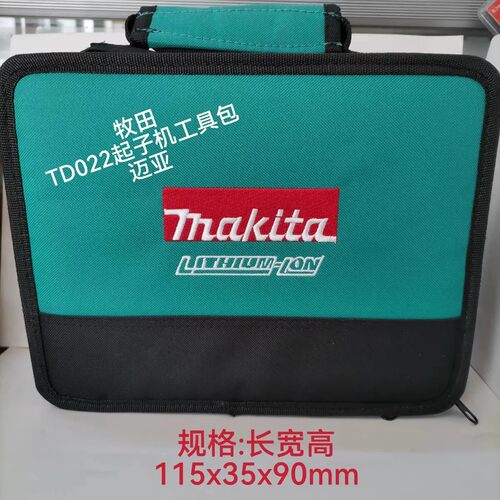 牧田
TD022起子机工具包
迈亚
makita
LITHIUM-ION
规格:长宽高
115x35x90mm